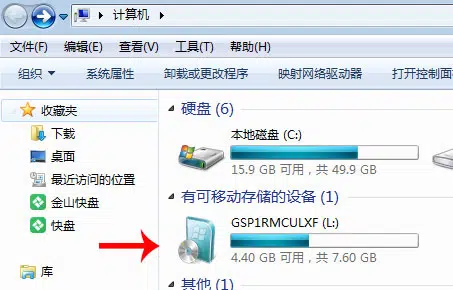 计算机
文件(F) 编辑(E) 查看(V) 工具(T) 帮助(H)
组织 系统属性 卸载或更改程序 映射网络驱动器 打开控制面
收藏夹
下载
桌面
最近访问的位置
金山快盘
快盘
库
硬盘 (6)
本地磁盘 (C:)
15.9 GB 可用，共 49.9 GB
有可移动存储的设备 (1)
GSP1RMCULXF (L:)
4.40 GB 可用，共 7.60 GB
其他 (1)